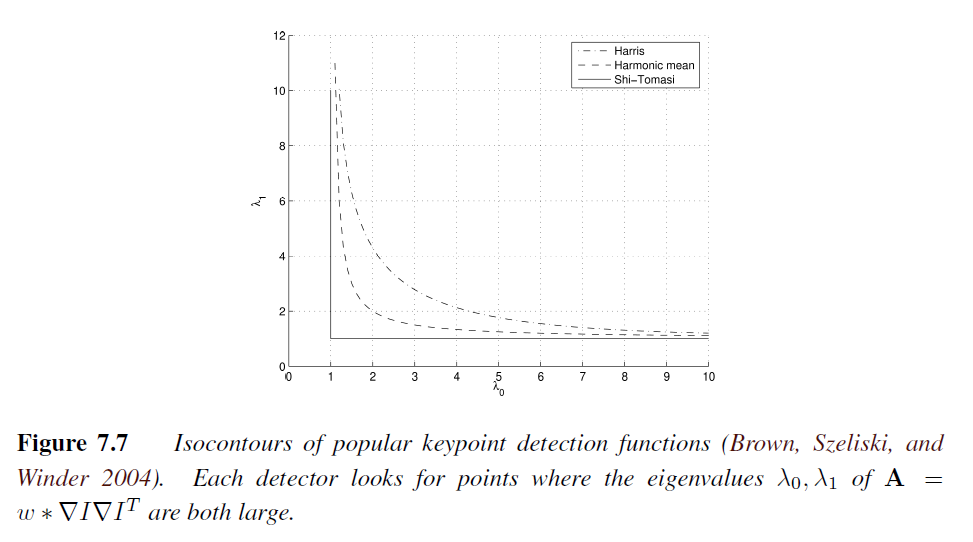 12
Harris
Harmonic mean
Shi−Tomasi
10
8
6
λ1
4
2
0
0 1 2 3 4 5 6 7 8 9 10
λ0
Figure 7.7 Isocontours of popular keypoint detection functions (Brown, Szeliski, and
Winder 2004). Each detector looks for points where the eigenvalues λ0, λ1 of A =
w ∗ ∇I∇I^T are both large.